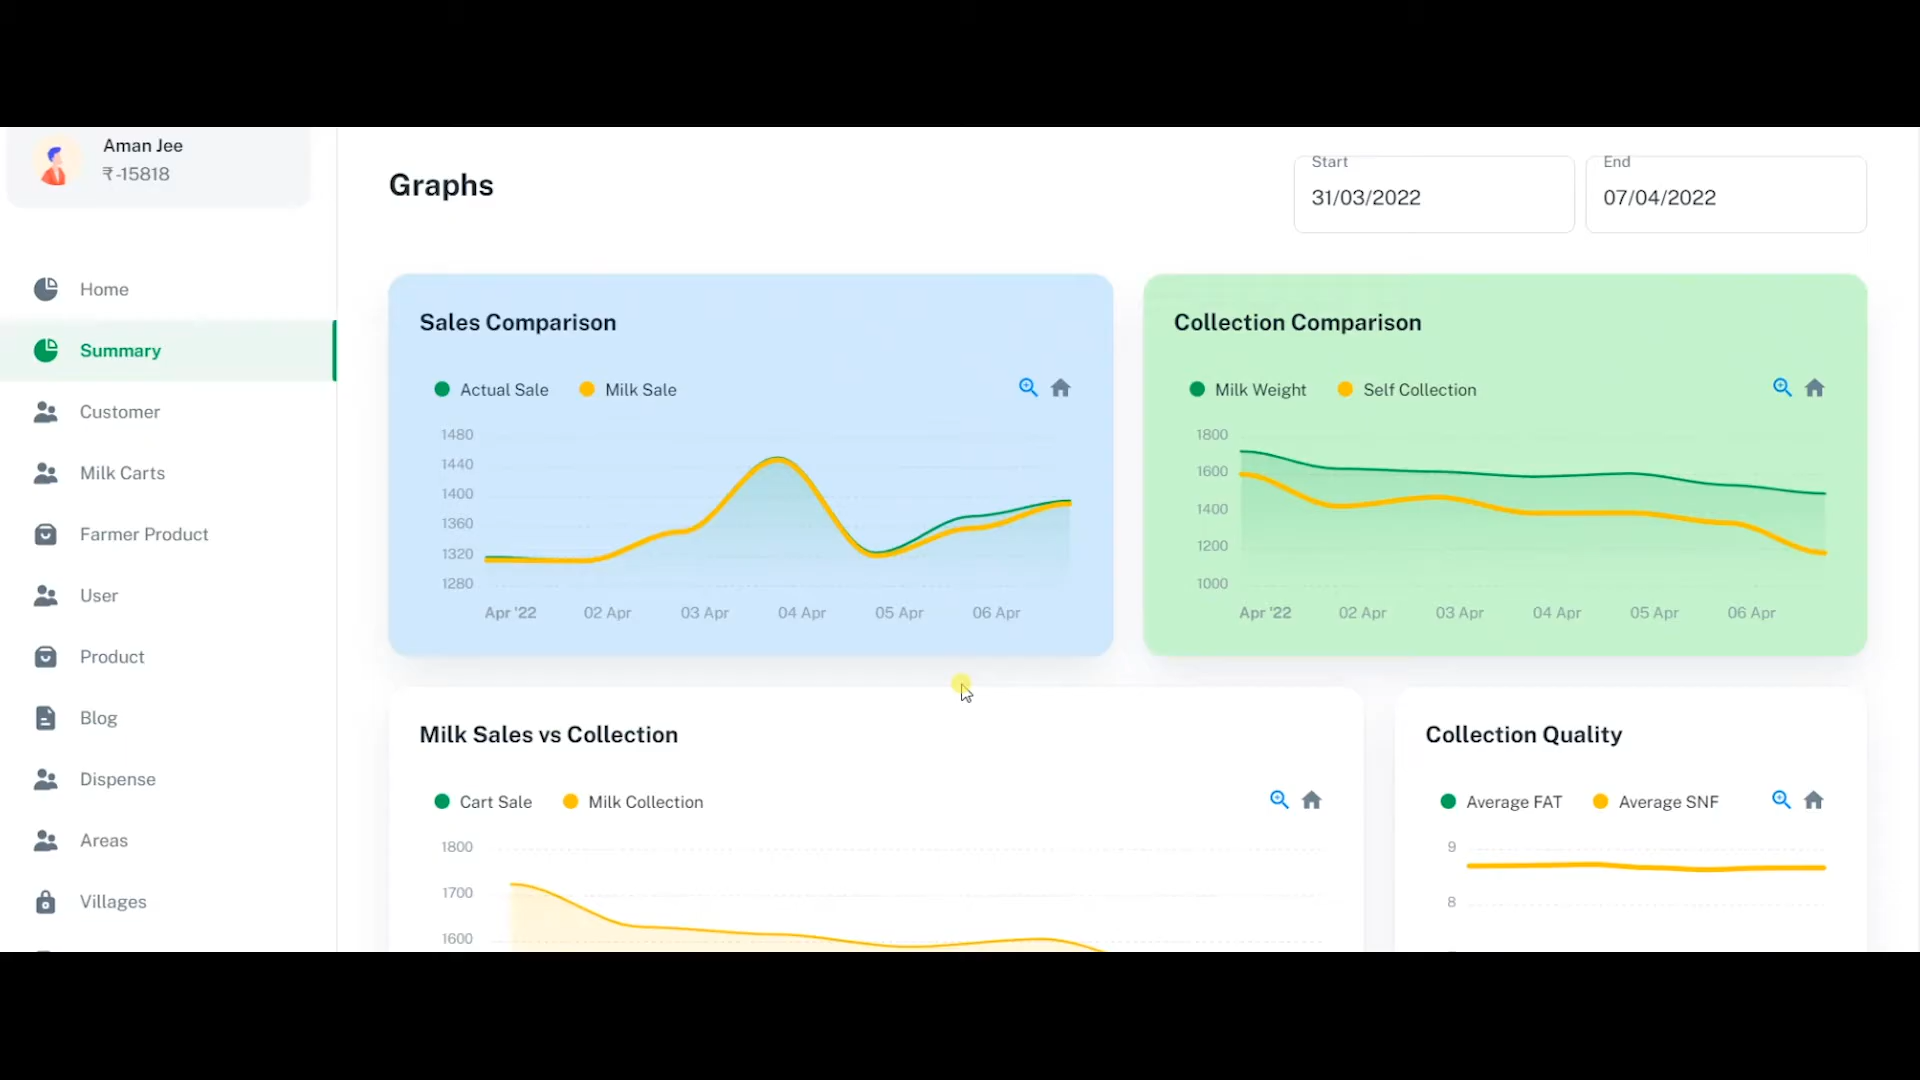 Aman Jee
₹ -15818
Home
Summary
Customer
Milk Carts
Farmer Product
User
Product
Blog
Dispense
Areas
Villages
Graphs
Start
31/03/2022
End
07/04/2022
Sales Comparison
Actual Sale
Milk Sale
1480
1440
1400
1360
1320
1280
Apr '22 02 Apr 03 Apr 04 Apr 05 Apr 06 Apr
Collection Comparison
Milk Weight
Self Collection
1800
1600
1400
1200
1000
Apr '22 02 Apr 03 Apr 04 Apr 05 Apr 06 Apr
Milk Sales vs Collection
Cart Sale
Milk Collection
1800
1700
1600
Collection Quality
Average FAT
Average SNF
9
8